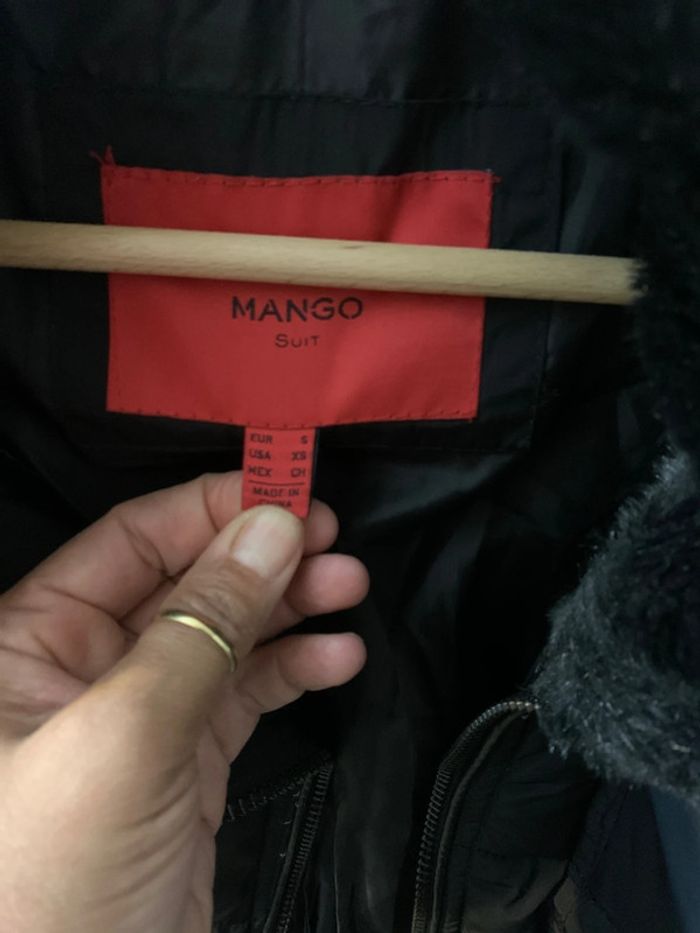 MANGO
SUIT
EUR S
USA XS
MEX CH
MADE IN
CHINA